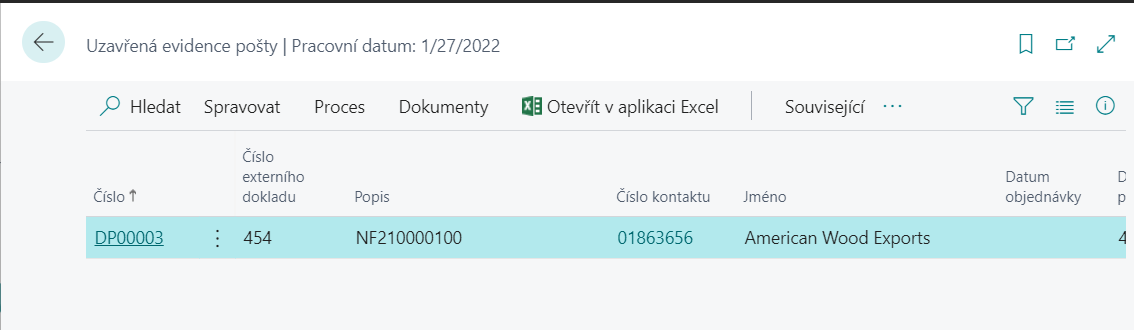 Uzavřená evidence pošty | Pracovní datum: 1/27/2022
Hledat Spravovat Proces Dokumenty Otevřít v aplikaci Excel Související ···
Číslo ↑ Číslo externího dokladu Popis Číslo kontaktu Jméno Datum objednávky D p
DP00003 454 NF210000100 01863656 American Wood Exports 4